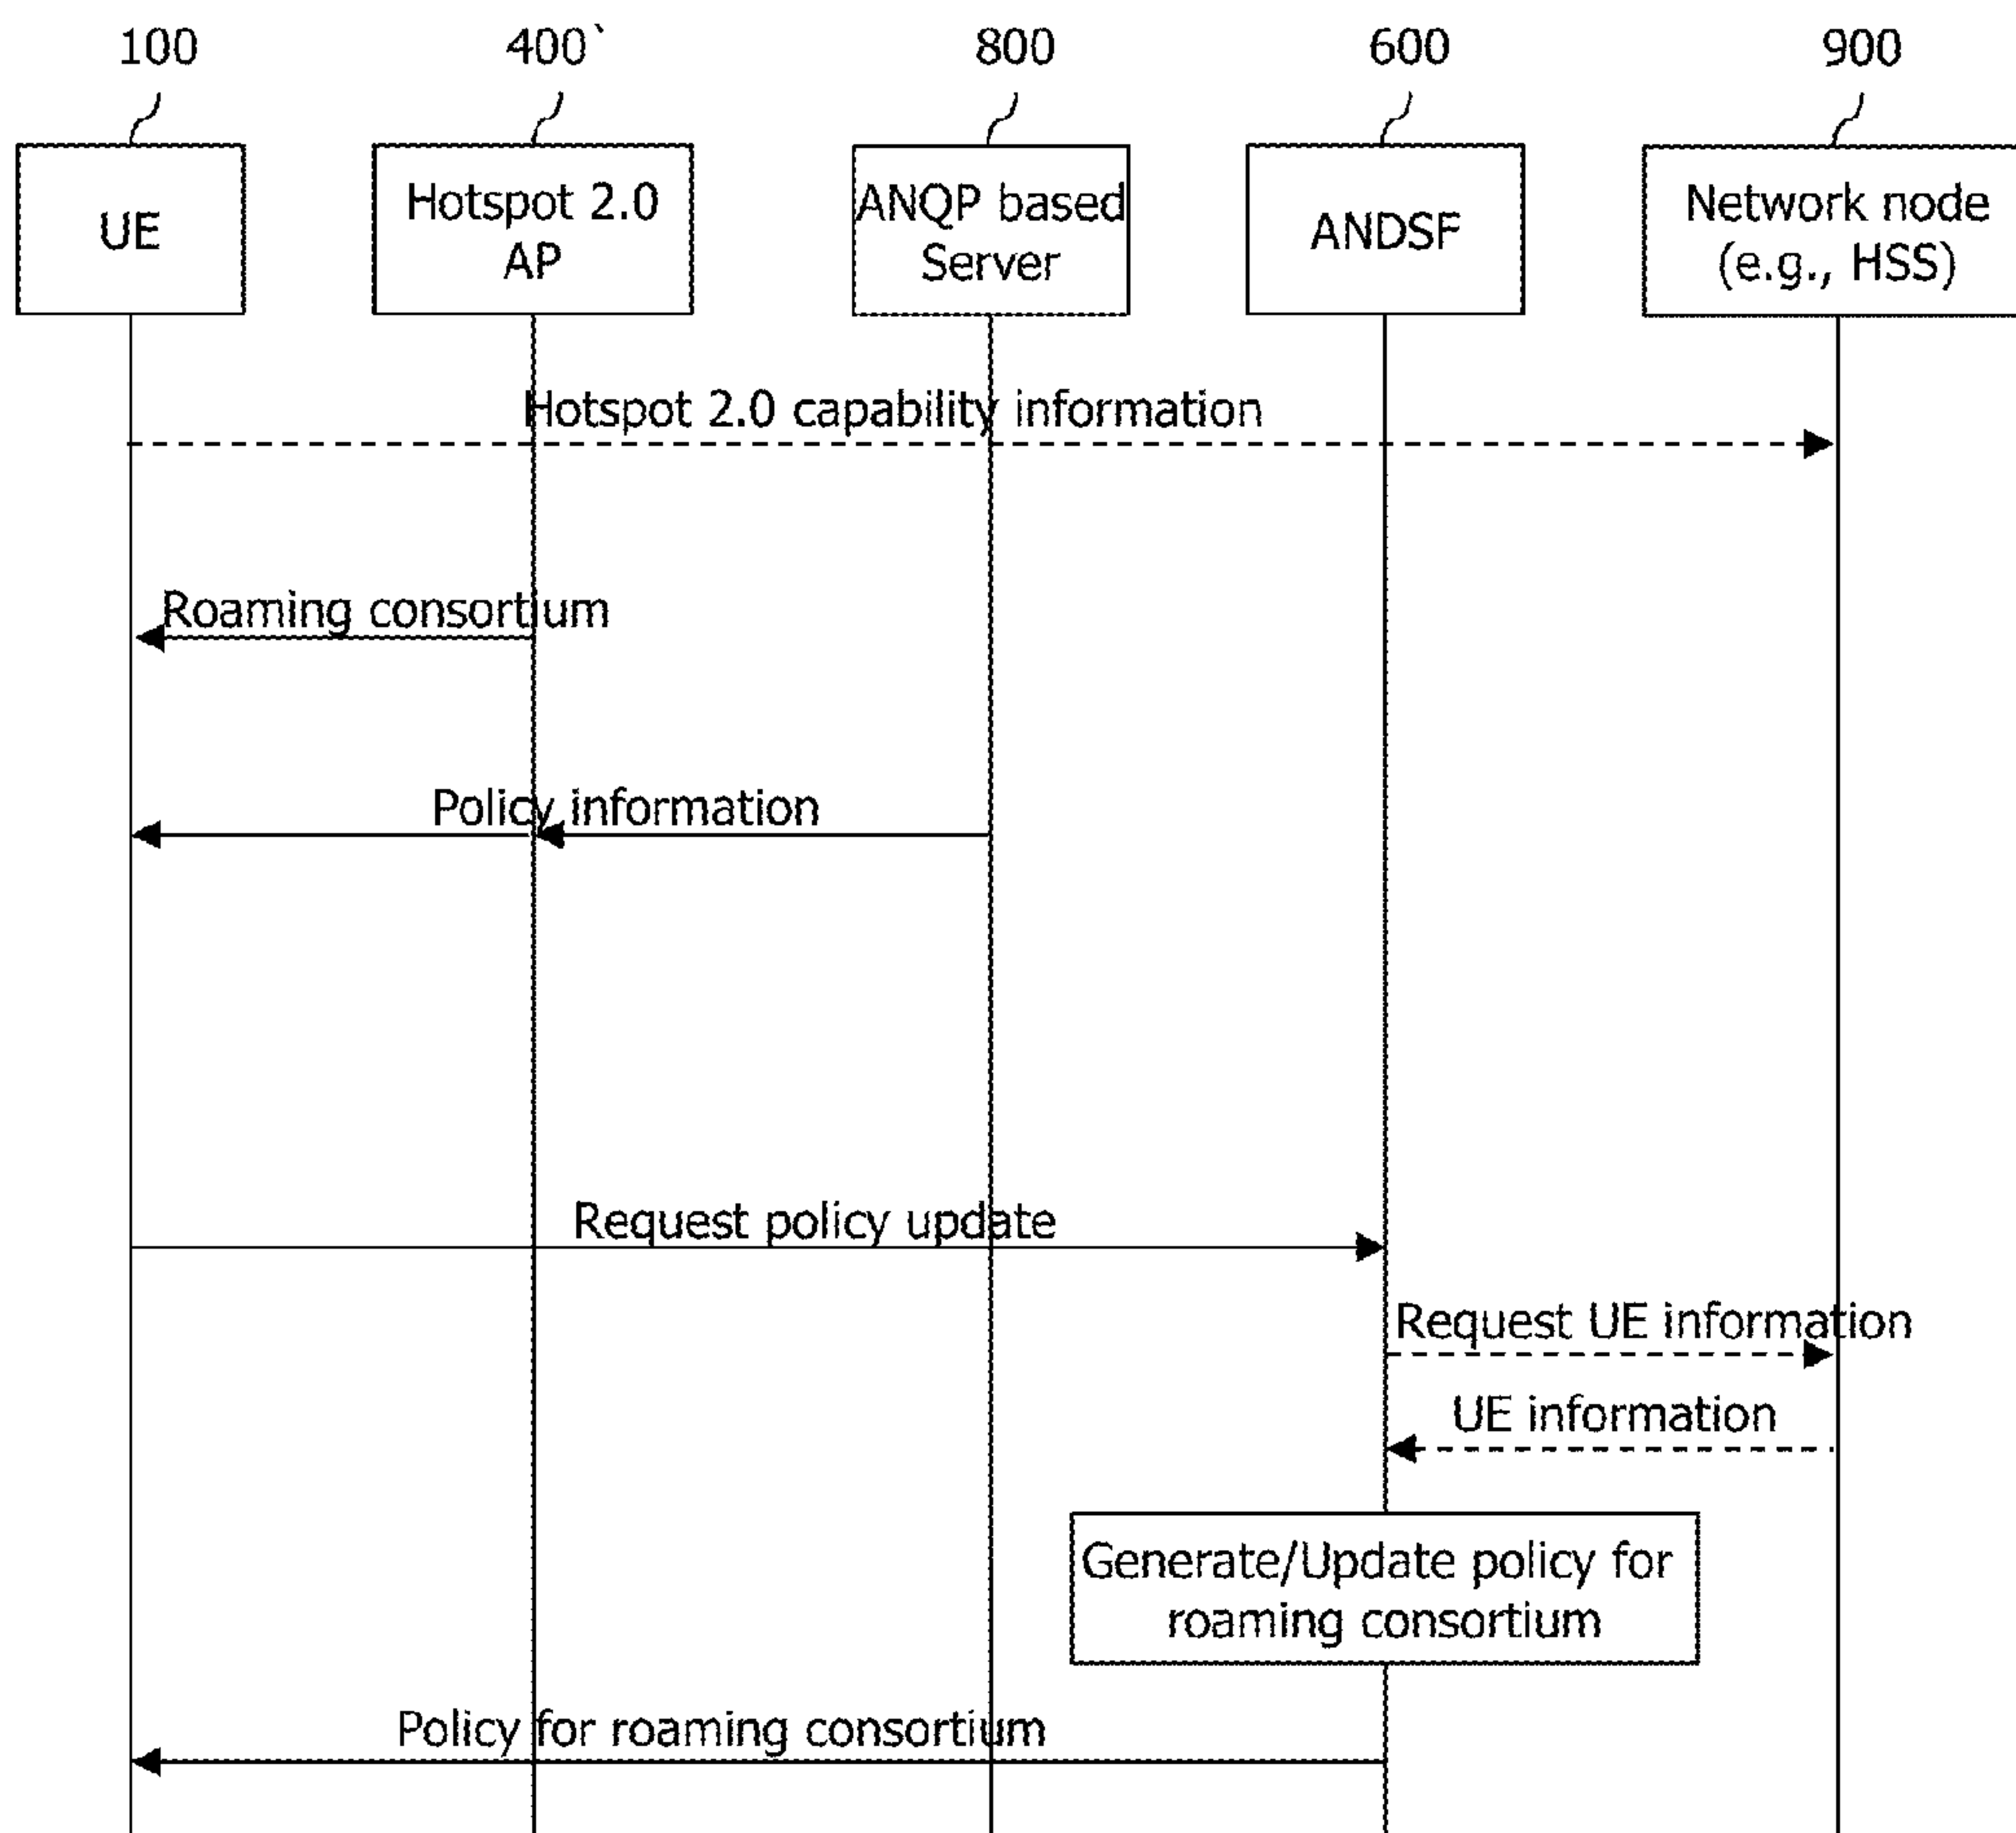 100
400`
800
600
900
UE
Hotspot 2.0
AP
ANQP based
Server
ANDSF
Network node
(e.g., HSS)
Hotspot 2.0 capability information
Roaming consortium
Policy information
Request policy update
Request UE information
UE information
Generate/Update policy for
roaming consortium
Policy for roaming consortium